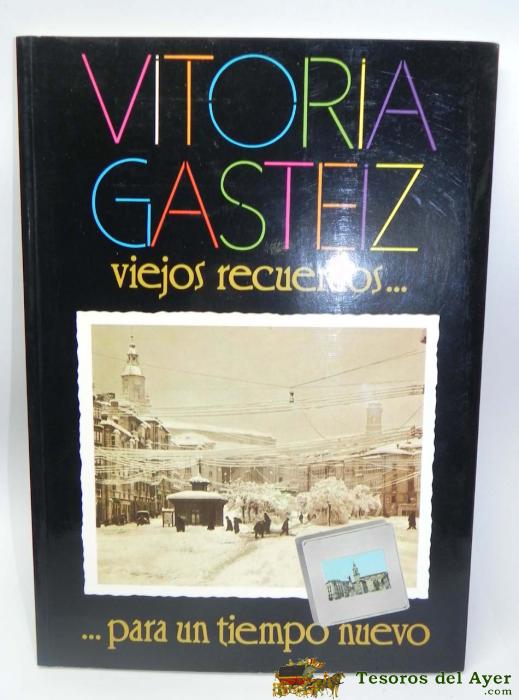 VITORIA
GASTEIZ
viejos recuerdos...
...para un tiempo nuevo
Tesoros del Ayer
.com